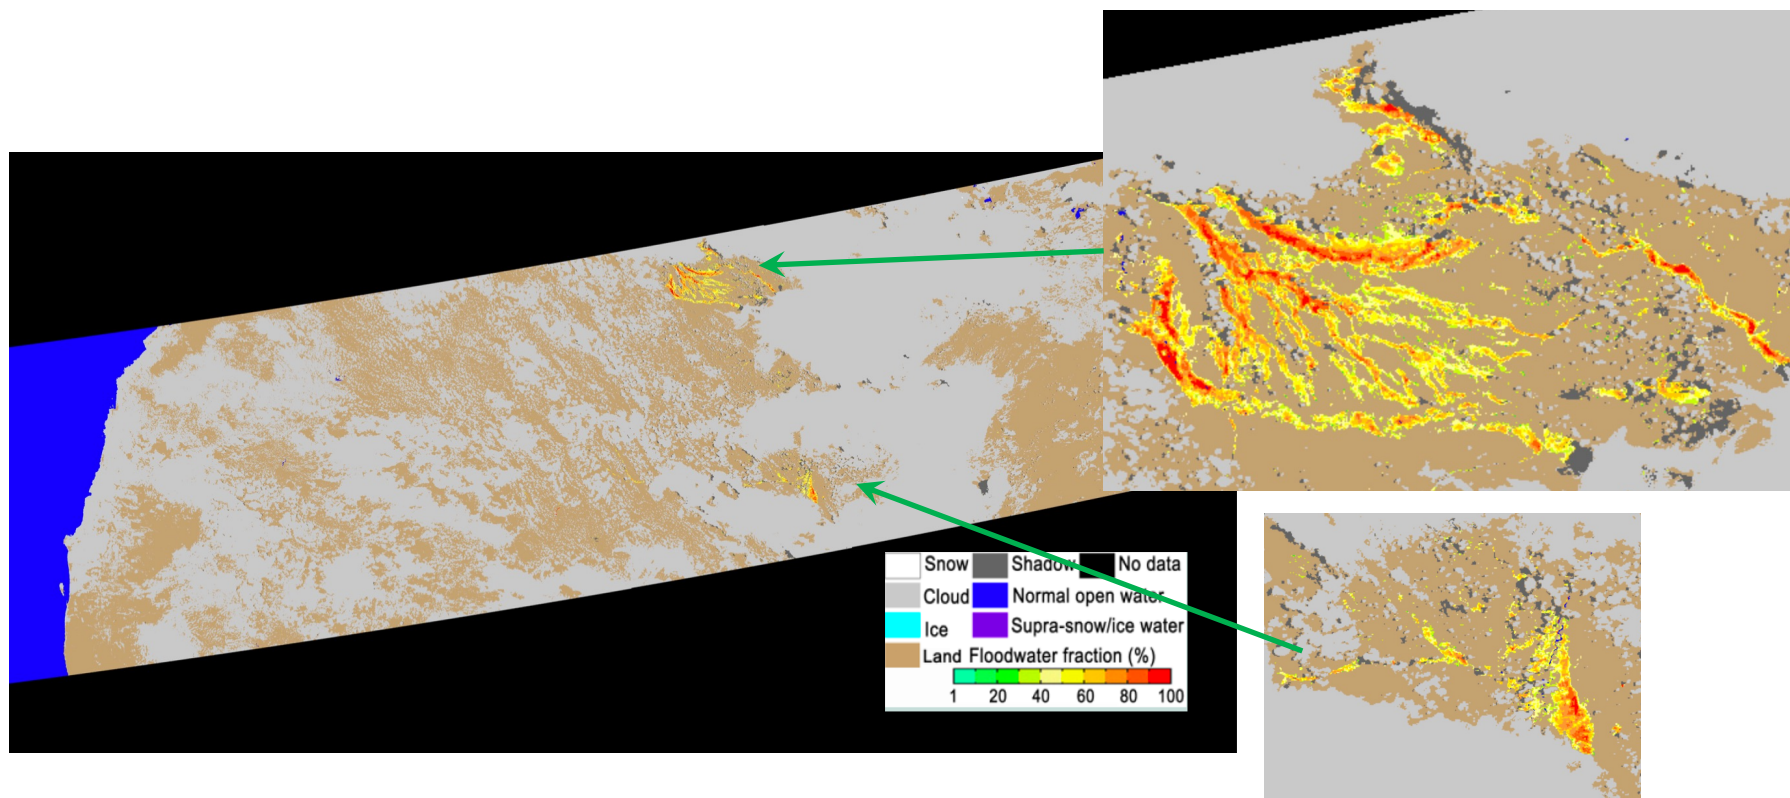 Snow Shadow No data
Cloud Normal open water
Ice Supra-snow/ice water
Land Floodwater fraction (%)
1 20 40 60 80 100